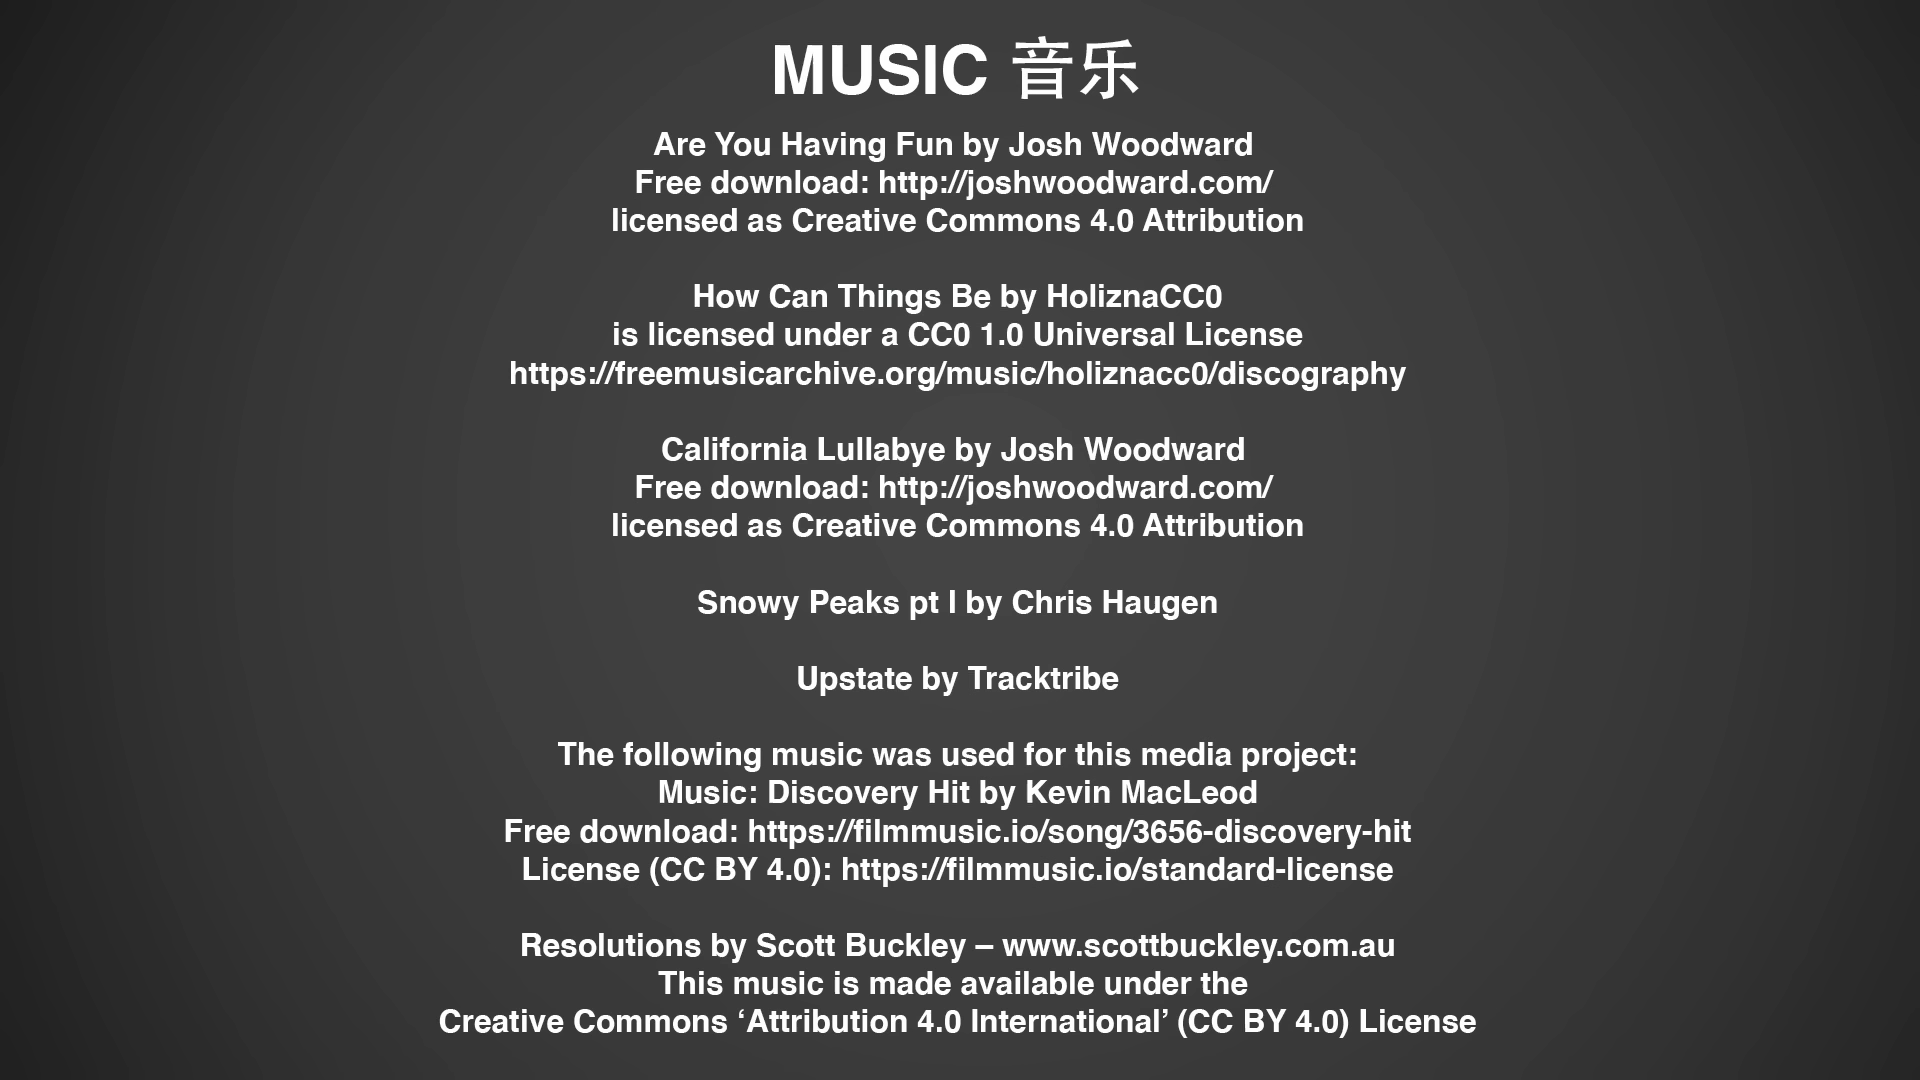 MUSIC 音乐
Are You Having Fun by Josh Woodward
Free download: http://joshwoodward.com/
licensed as Creative Commons 4.0 Attribution
How Can Things Be by HoliznaCC0
is licensed under a CC0 1.0 Universal License
https://freemusicarchive.org/music/holiznacc0/discography
California Lullabye by Josh Woodward
Free download: http://joshwoodward.com/
licensed as Creative Commons 4.0 Attribution
Snowy Peaks pt I by Chris Haugen
Upstate by Tracktribe
The following music was used for this media project:
Music: Discovery Hit by Kevin MacLeod
Free download: https://filmmusic.io/song/3656-discovery-hit
License (CC BY 4.0): https://filmmusic.io/standard-license
Resolutions by Scott Buckley – www.scottbuckley.com.au
This music is made available under the
Creative Commons ‘Attribution 4.0 International’ (CC BY 4.0) License